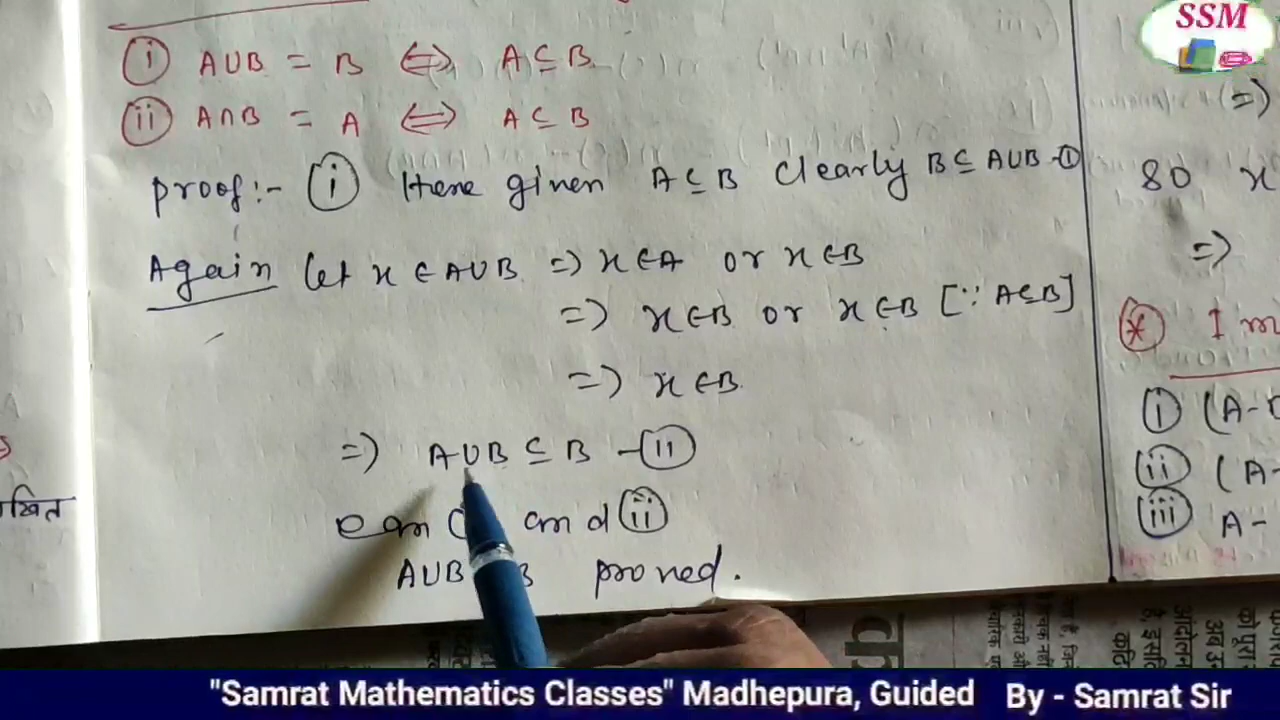 SSM
(i) A∪B = B ⇔ A⊆B
(ii) A∩B = A ⇔ A⊆B
Proof:- (i) Here given A⊆B clearly B⊆A∪B -(i)
Again let x∈A∪B ⇒ x∈A or x∈B
⇒ x∈B or x∈B [∵ A⊆B]
⇒ x∈B
⇒ A∪B⊆B -(ii)
and (ii)
A∪B B proved.
⇒)
80 x
⇒
(*) 1
(i) (A-
(ii) (A-
(iii) A-
"Samrat Mathematics Classes" Madhepura, Guided By - Samrat Sir